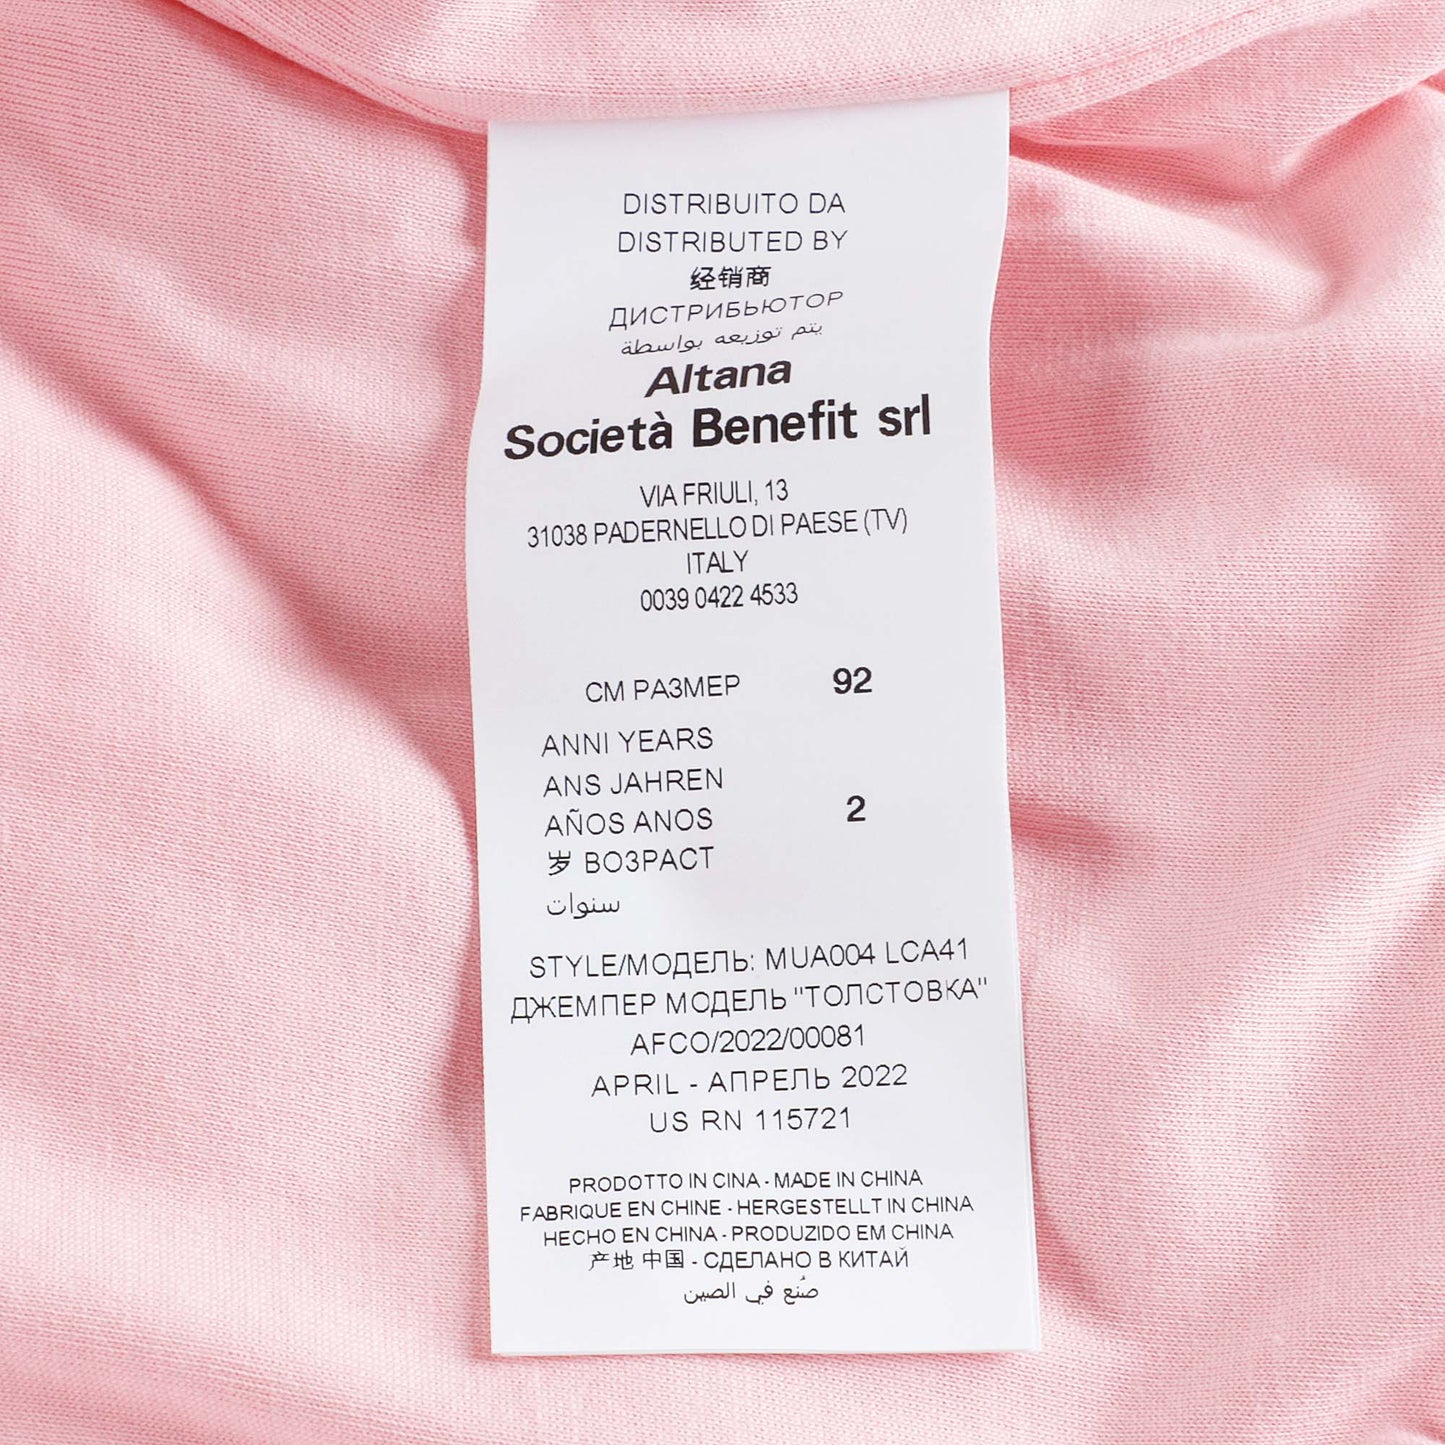 DISTRIBUITO DA
DISTRIBUTED BY
经销商
ДИСТРИБЬЮТОР
يتم توزيعه بواسطة
Altana
Società Benefit srl
VIA FRIULI, 13
31038 PADERNELLO DI PAESE (TV)
ITALY
0039 0422 4533
CM РАЗМЕР 92
ANNI YEARS
ANS JAHREN
AÑOS ANOS 2
岁 ВОЗРАСТ
سنوات
STYLE/МОДЕЛЬ: MUA004 LCA41
ДЖЕМПЕР МОДЕЛЬ "ТОЛСТОВКА"
AFCO/2022/00081
APRIL - АПРЕЛЬ 2022
US RN 115721
PRODOTTO IN CINA - MADE IN CHINA
FABRIQUE EN CHINE - HERGESTELLT IN CHINA
HECHO EN CHINA - PRODUZIDO EM CHINA
产地 中国 - СДЕЛАНО В КИТАЙ
صُنع في الصين